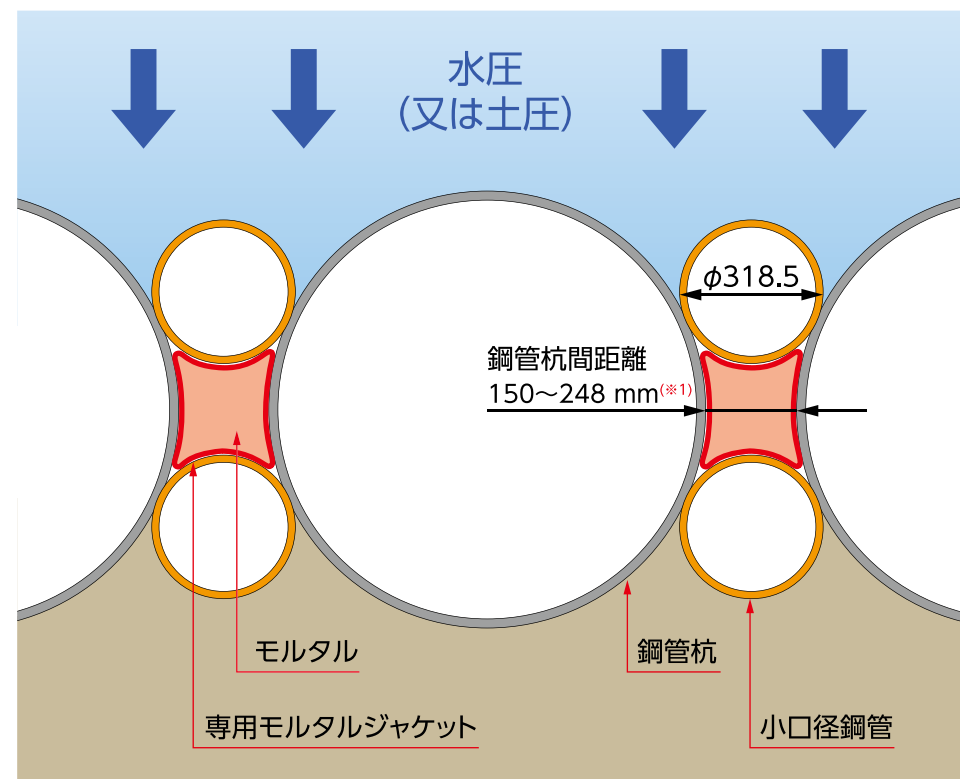 水圧
(又は土圧)
φ318.5
鋼管杭間距離
150～248 mm(※1)
モルタル
鋼管杭
専用モルタルジャケット
小口径鋼管